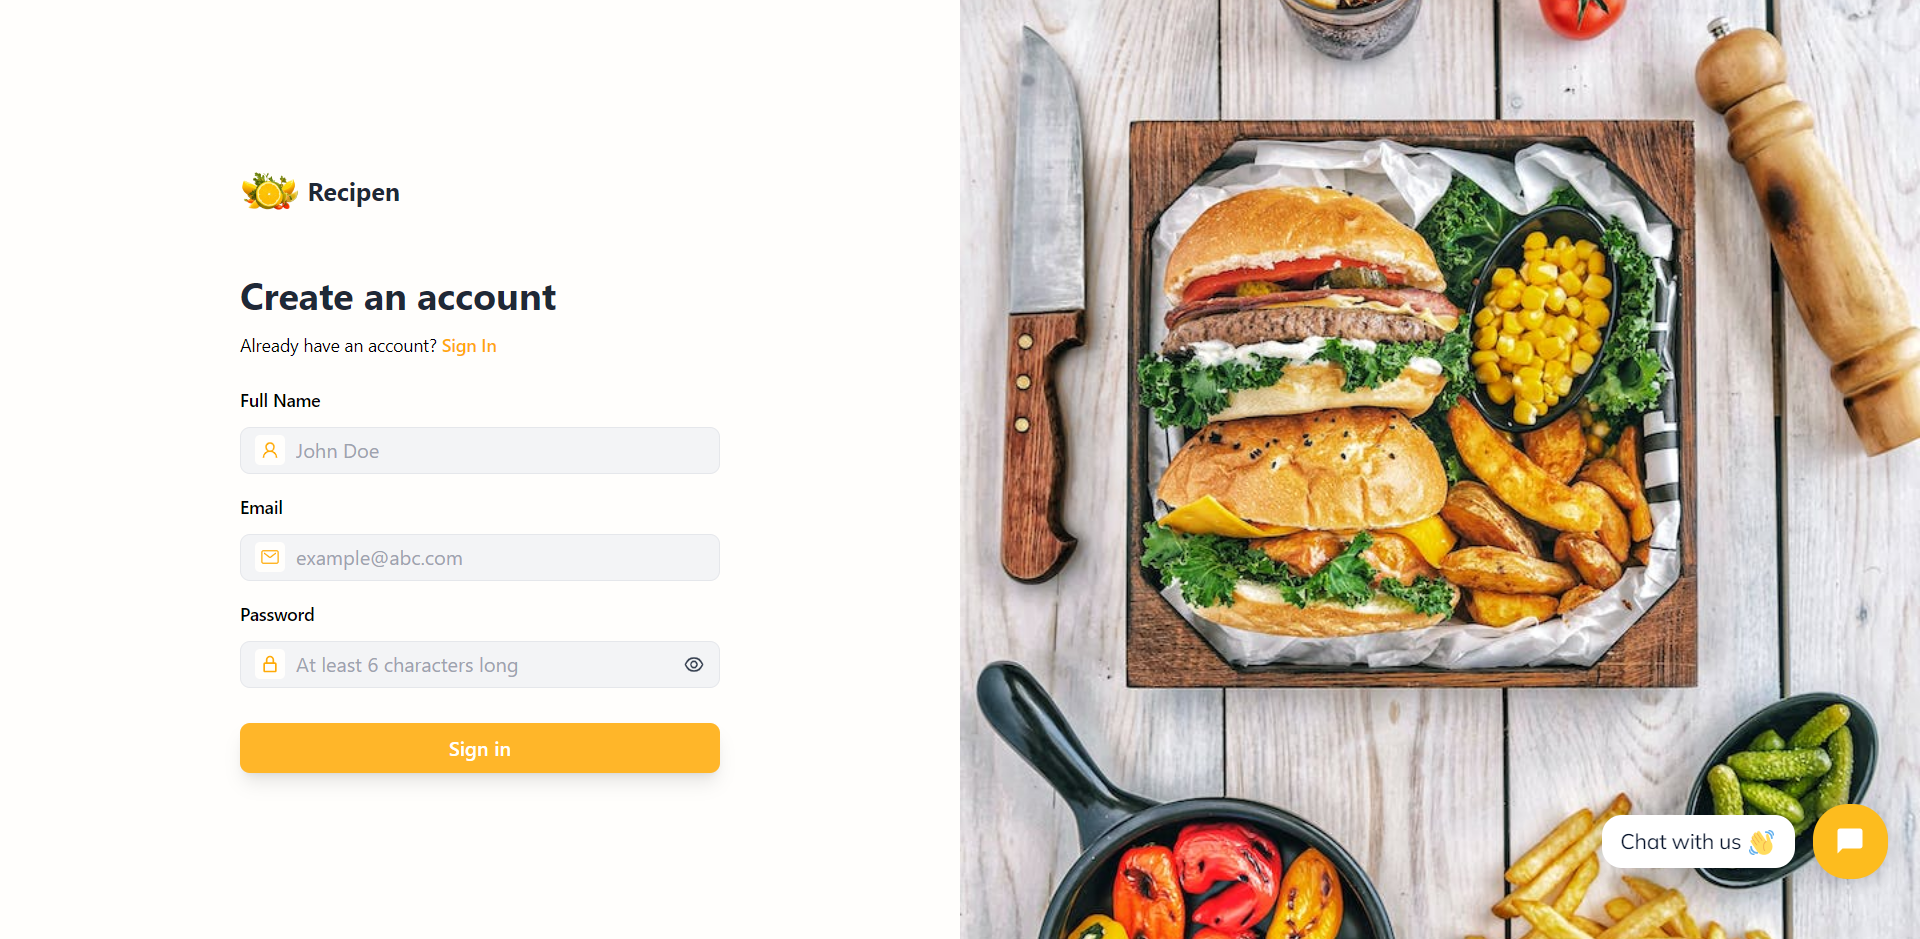 Recipen
Create an account
Already have an account? Sign In
Full Name
John Doe
Email
example@abc.com
Password
At least 6 characters long
Sign in
Chat with us 👋